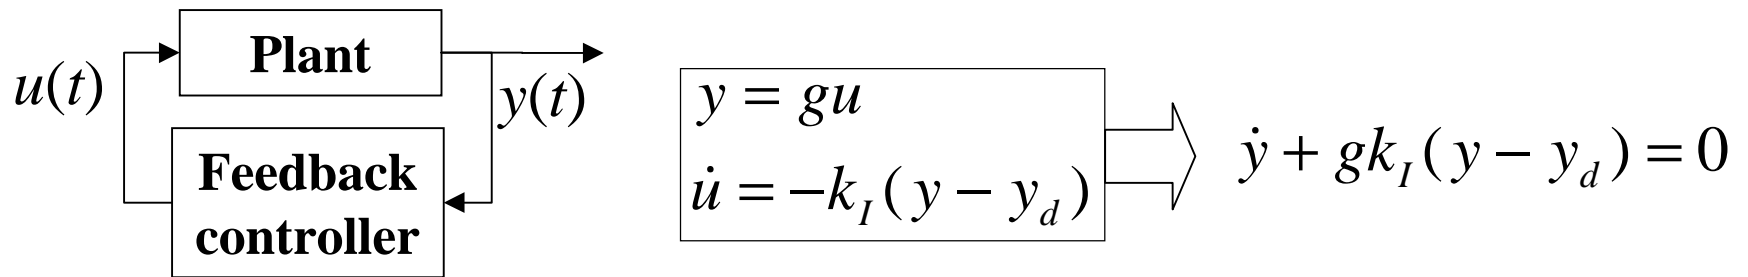 Plant
u(t)
y(t)
Feedback
controller
y = gu
u̇ = −k_I(y − y_d)
ẏ + gk_I(y − y_d) = 0